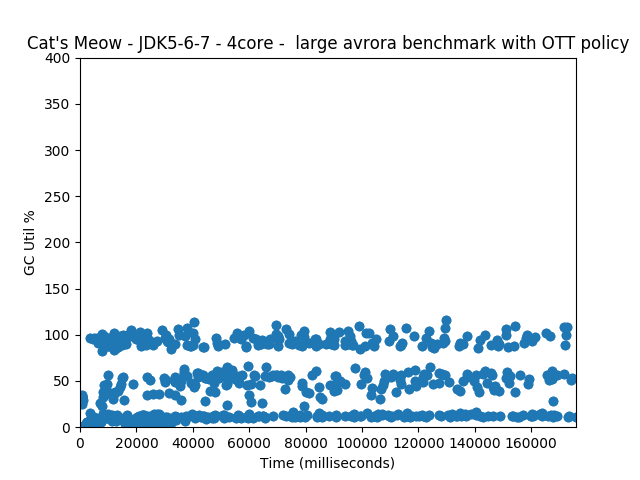 Cat's Meow - JDK5-6-7 - 4core -  large avrora benchmark with OTT policy
400
350
300
250
200
150
100
50
0
GC Util %
0 20000 40000 60000 80000 100000 120000 140000 160000
Time (milliseconds)